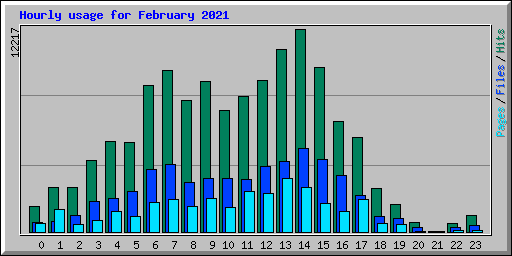 Hourly usage for February 2021
12217
Pages / Files / Hits
0 1 2 3 4 5 6 7 8 9 10 11 12 13 14 15 16 17 18 19 20 21 22 23